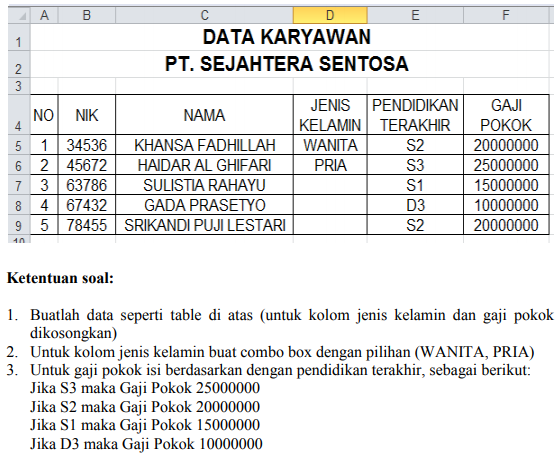 A B C D E F
1 DATA KARYAWAN
2 PT. SEJAHTERA SENTOSA
3
4 NO NIK NAMA JENIS KELAMIN PENDIDIKAN TERAKHIR GAJI POKOK
5 1 34536 KHANSA FADHILLAH WANITA S2 20000000
6 2 45672 HAIDAR AL GHIFARI PRIA S3 25000000
7 3 63786 SULISTIA RAHAYU S1 15000000
8 4 67432 GADA PRASETYO D3 10000000
9 5 78455 SRIKANDI PUJI LESTARI S2 20000000
10
Ketentuan soal:
1. Buatlah data seperti table di atas (untuk kolom jenis kelamin dan gaji pokok
dikosongkan)
2. Untuk kolom jenis kelamin buat combo box dengan pilihan (WANITA, PRIA)
3. Untuk gaji pokok isi berdasarkan dengan pendidikan terakhir, sebagai berikut:
Jika S3 maka Gaji Pokok 25000000
Jika S2 maka Gaji Pokok 20000000
Jika S1 maka Gaji Pokok 15000000
Jika D3 maka Gaji Pokok 10000000